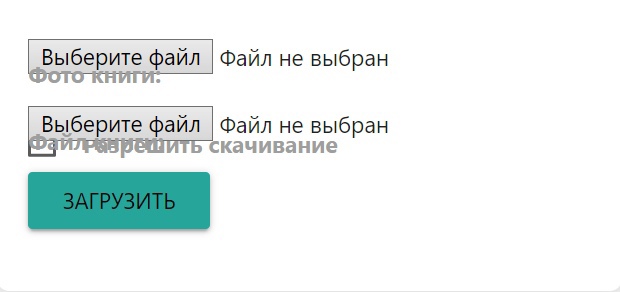 Выберите файл Файл не выбран
Фото книги:
Выберите файл Файл не выбран
Файл книги:
Разрешить скачивание
ЗАГРУЗИТЬ